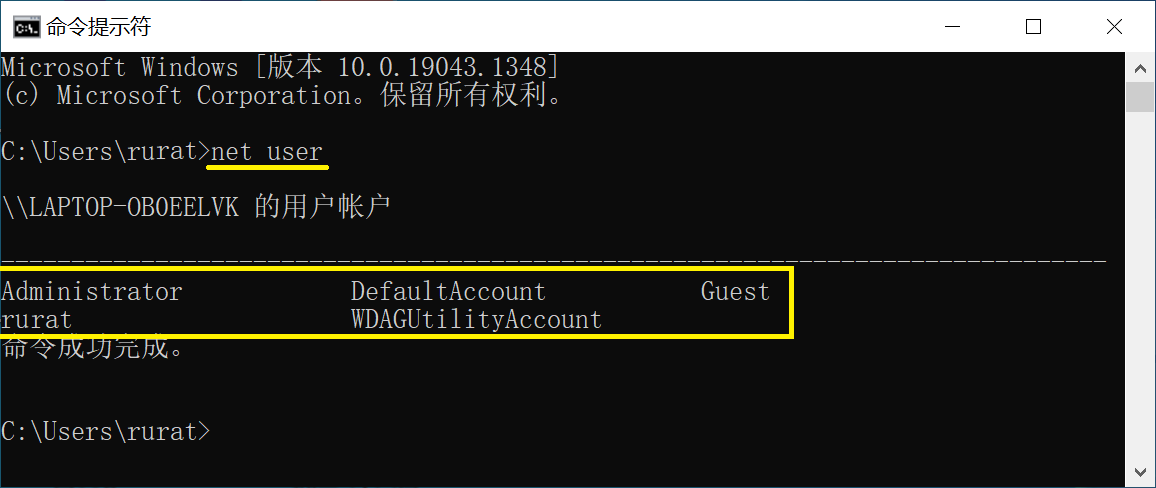 命令提示符
Microsoft Windows [版本 10.0.19043.1348]
(c) Microsoft Corporation。保留所有权利。
C:\Users\rurat>net user
\\LAPTOP-OB0EELVK 的用户帐户
-------------------------------------------------------------------------------
Administrator            DefaultAccount           Guest
rurat                    WDAGUtilityAccount
命令成功完成。
C:\Users\rurat>